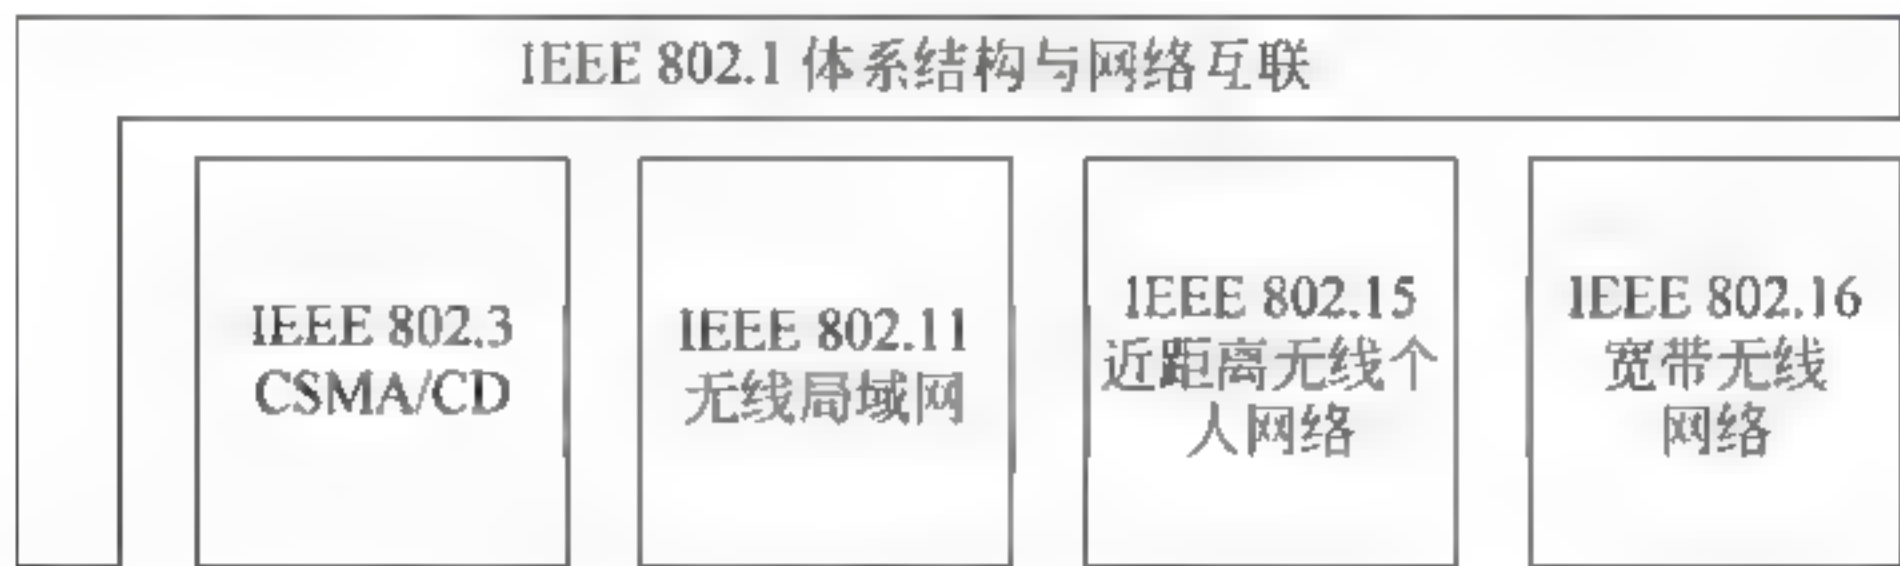 IEEE 802.1 体系结构与网络互联
IEEE 802.3
CSMA/CD
IEEE 802.11
无线局域网
IEEE 802.15
近距离无线个
人网络
IEEE 802.16
宽带无线
网络